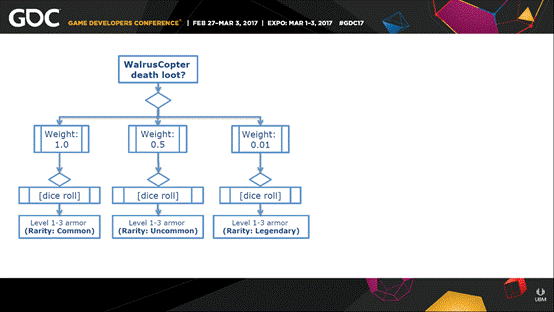 GDC GAME DEVELOPERS CONFERENCE® | FEB 27-MAR 3, 2017 | EXPO: MAR 1-3, 2017 #GDC17
WalrusCopter
death loot?
Weight:
1.0
Weight:
0.5
Weight:
0.01
[dice roll]
[dice roll]
[dice roll]
Level 1-3 armor
(Rarity: Common)
Level 1-3 armor
(Rarity: Uncommon)
Level 1-3 armor
(Rarity: Legendary)
UBM